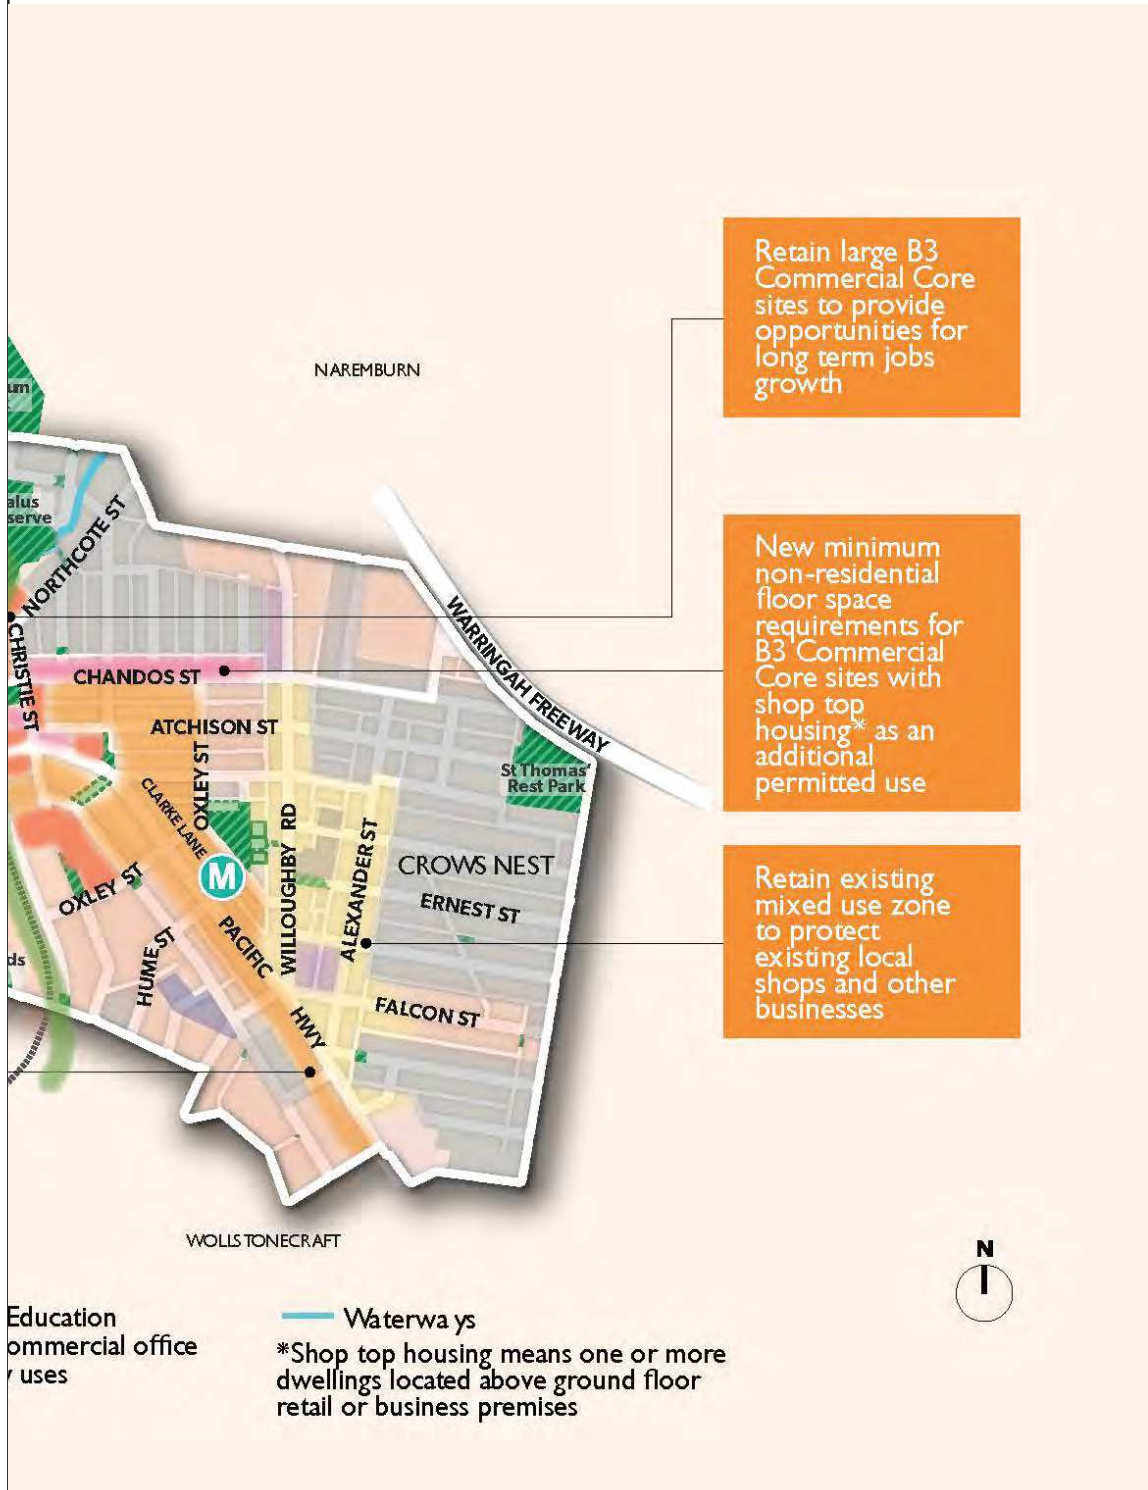 Retain large B3
Commercial Core
sites to provide
opportunities for
long term jobs
growth
NAREMBURN
um
alus
serve
NORTHCOTE ST
New minimum
non-residential
floor space
requirements for
B3 Commercial
Core sites with
shop top
housing* as an
additional
permitted use
WARRINGAH FREEWAY
CHRISTIE ST
CHANDOS ST
ATCHISON ST
OXLEY ST
St Thomas'
Rest Park
CLARKE LANE
WILLOUGHBY RD
ALEXANDER ST
CROWS NEST
M
OXLEY ST
ERNEST ST
Retain existing
mixed use zone
to protect
existing local
shops and other
businesses
PACIFIC
HWY
ds
HUME ST
FALCON ST
WOLLSTONECRAFT
N
Education
ommercial office
y uses
Waterways
*Shop top housing means one or more
dwellings located above ground floor
retail or business premises